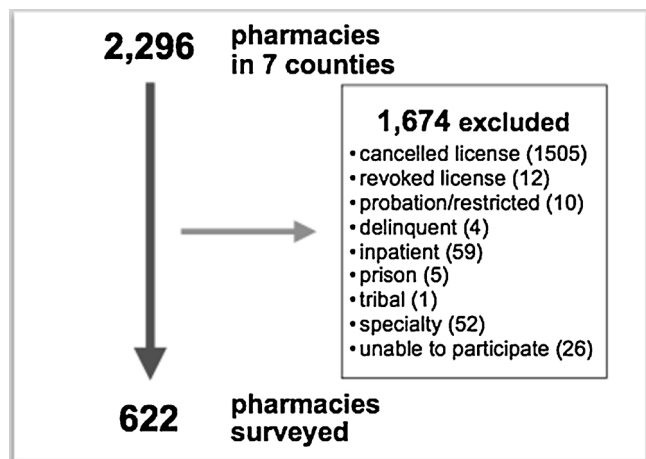 2,296 pharmacies
in 7 counties
1,674 excluded
• cancelled license (1505)
• revoked license (12)
• probation/restricted (10)
• delinquent (4)
• inpatient (59)
• prison (5)
• tribal (1)
• specialty (52)
• unable to participate (26)
622 pharmacies
surveyed